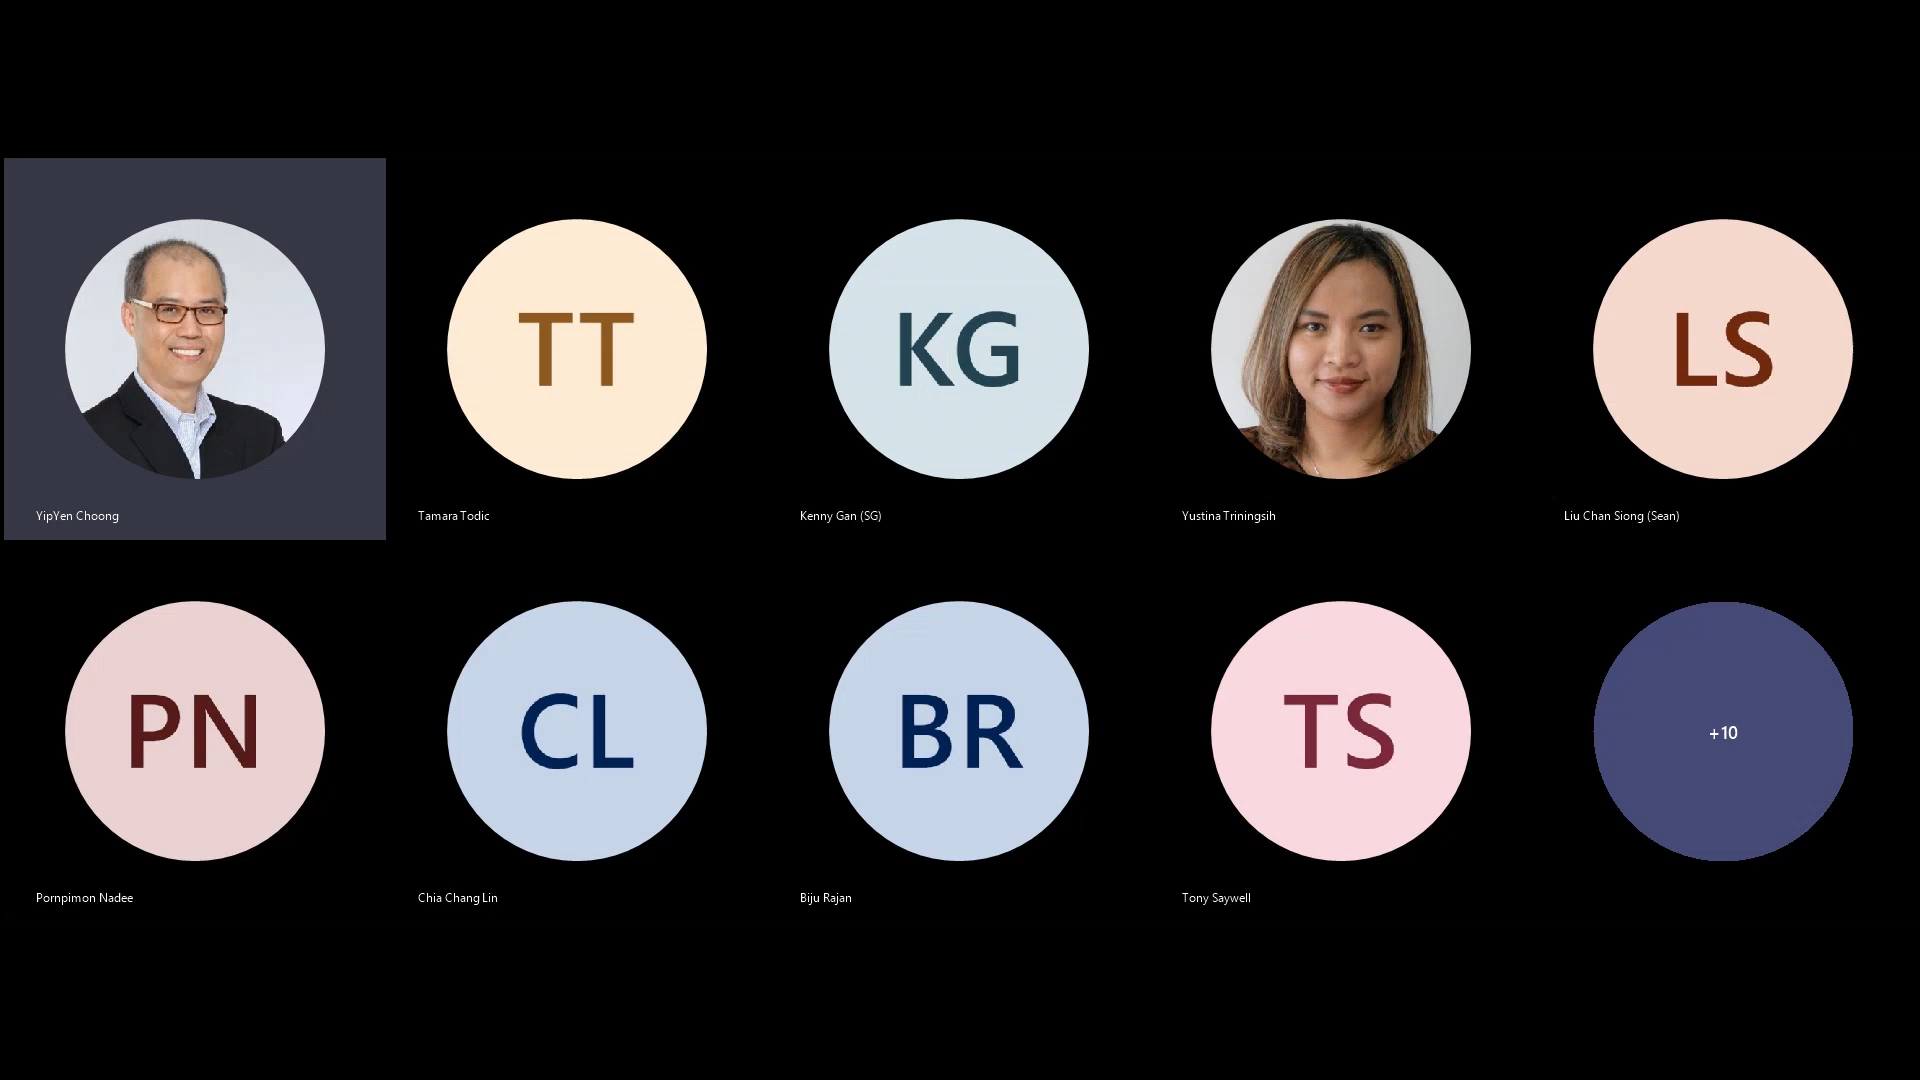 TT
KG
LS
YipYen Choong
Tamara Todic
Kenny Gan (SG)
Yustina Triningsih
Liu Chan Siong (Sean)
PN
CL
BR
TS
+10
Pornpimon Nadee
Chia Chang Lin
Biju Rajan
Tony Saywell